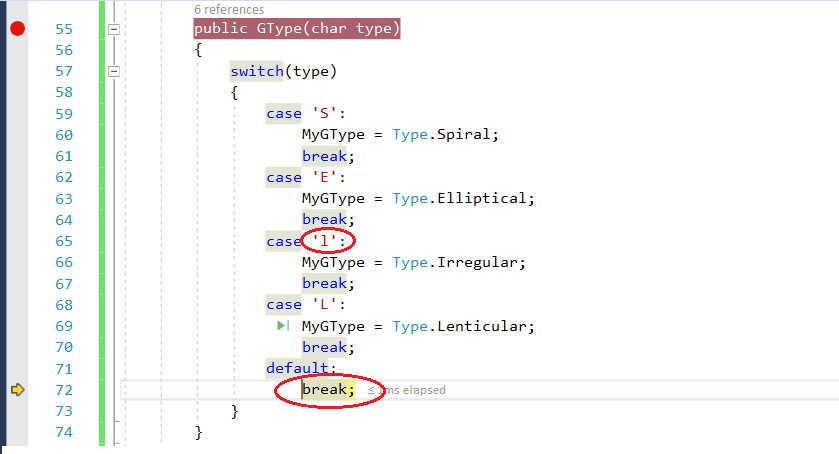 6 references
55 public GType(char type)
56 {
57 switch(type)
58 {
59 case 'S':
60 MyGType = Type.Spiral;
61 break;
62 case 'E':
63 MyGType = Type.Elliptical;
64 break;
65 case 'l':
66 MyGType = Type.Irregular;
67 break;
68 case 'L':
69 MyGType = Type.Lenticular;
70 break;
71 default:
72 break; ≤1ms elapsed
73 }
74 }